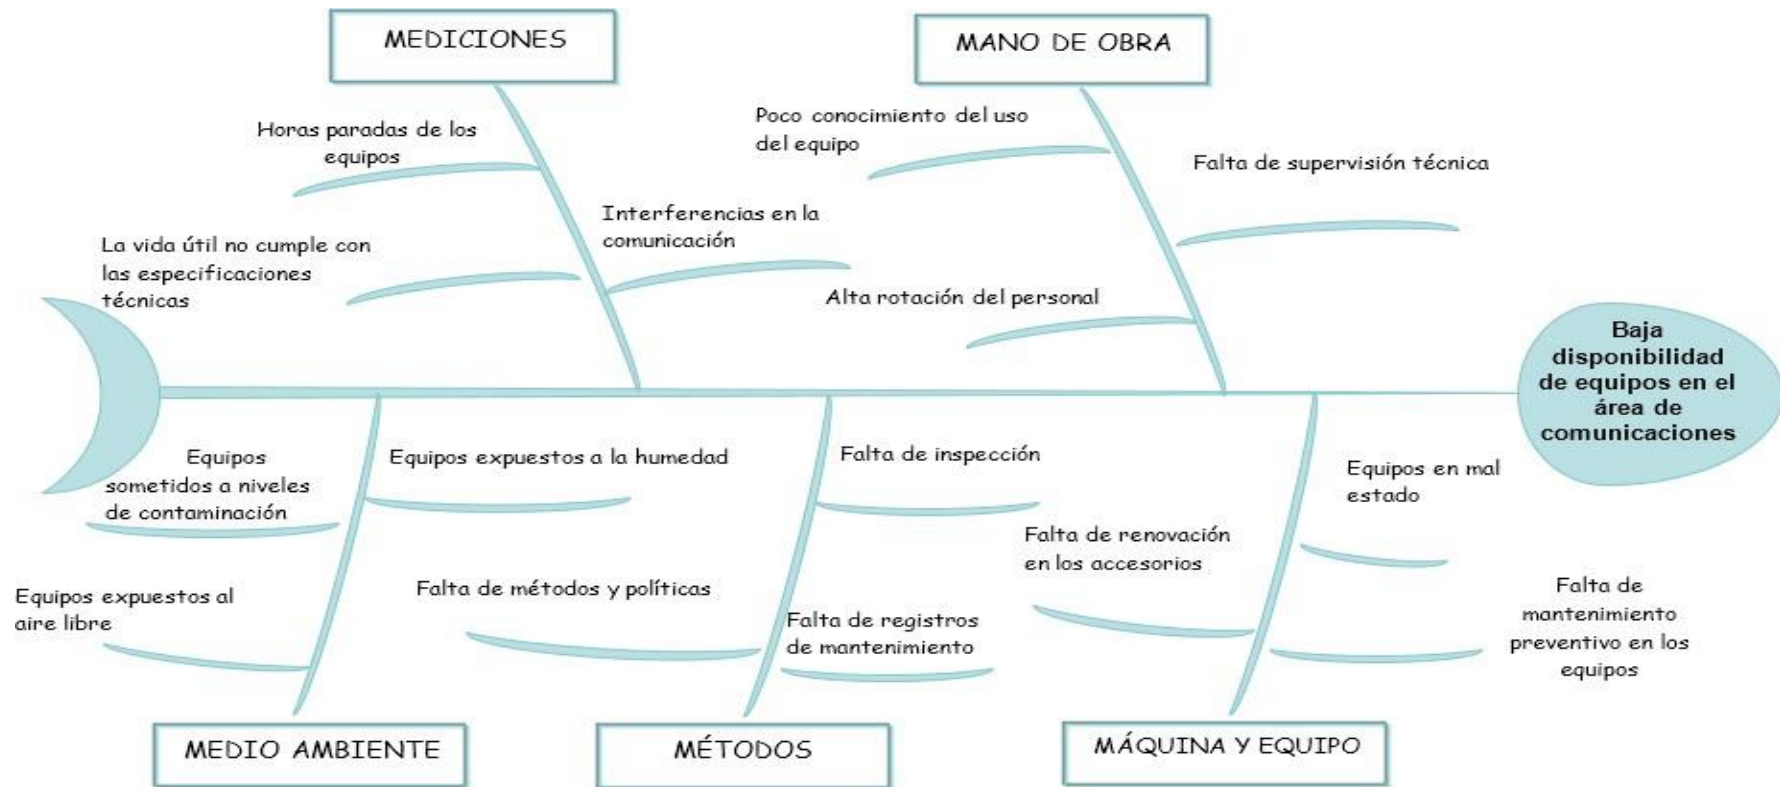 MEDICIONES
MANO DE OBRA
Horas paradas de los
equipos
Poco conocimiento del uso
del equipo
Falta de supervisión técnica
Interferencias en la
comunicación
La vida útil no cumple con
las especificaciones
técnicas
Alta rotación del personal
Baja
disponibilidad
de equipos en el
área de
comunicaciones
Equipos
sometidos a niveles
de contaminación
Equipos expuestos a la humedad
Falta de inspección
Equipos en mal
estado
Falta de renovación
en los accesorios
Equipos expuestos al
aire libre
Falta de métodos y políticas
Falta de registros
de mantenimiento
Falta de
mantenimiento
preventivo en los
equipos
MEDIO AMBIENTE
MÉTODOS
MÁQUINA Y EQUIPO